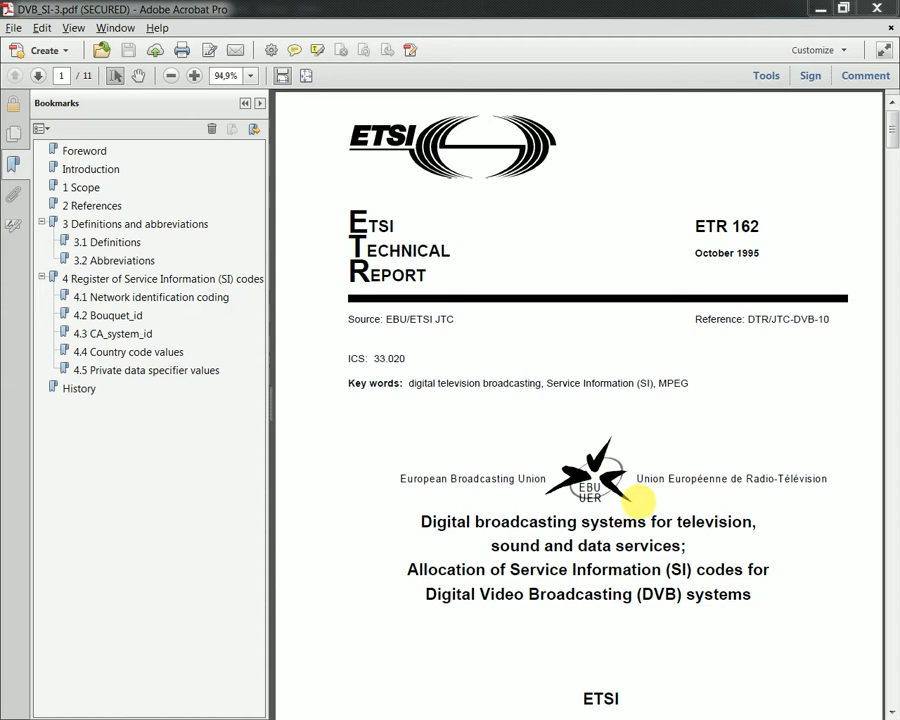 DVB_SI-3.pdf (SECURED) - Adobe Acrobat Pro
File Edit View Window Help
Create
Customize
1 / 11
94,9%
Tools Sign Comment
Bookmarks
Foreword
Introduction
1 Scope
2 References
3 Definitions and abbreviations
3.1 Definitions
3.2 Abbreviations
4 Register of Service Information (SI) codes
4.1 Network identification coding
4.2 Bouquet_id
4.3 CA_system_id
4.4 Country code values
4.5 Private data specifier values
History
ETSI
ETSI
TECHNICAL
REPORT
ETR 162
October 1995
Source: EBU/ETSI JTC
Reference: DTR/JTC-DVB-10
ICS: 33.020
Key words: digital television broadcasting, Service Information (SI), MPEG
European Broadcasting Union
EBU
UER
Union Européenne de Radio-Télévision
Digital broadcasting systems for television,
sound and data services;
Allocation of Service Information (SI) codes for
Digital Video Broadcasting (DVB) systems
ETSI